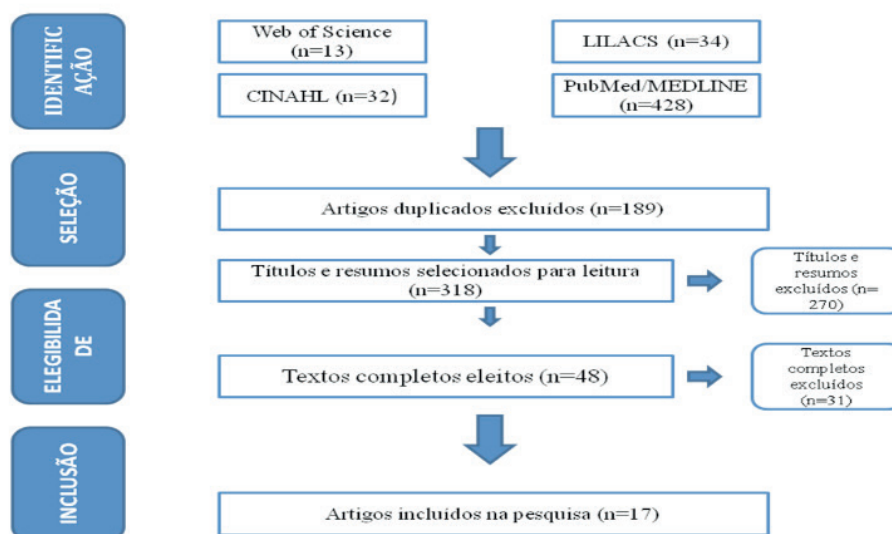 IDENTIFIC
AÇÃO
Web of Science
(n=13)
LILACS (n=34)
CINAHL (n=32)
PubMed/MEDLINE
(n=428)
SELEÇÃO
Artigos duplicados excluídos (n=189)
Títulos e resumos selecionados para leitura
(n=318)
Títulos e
resumos
excluídos (n=
270)
ELEGIBILIDA
DE
Textos completos eleitos (n=48)
Textos
completos
excluídos
(n=31)
INCLUSÃO
Artigos incluídos na pesquisa (n=17)